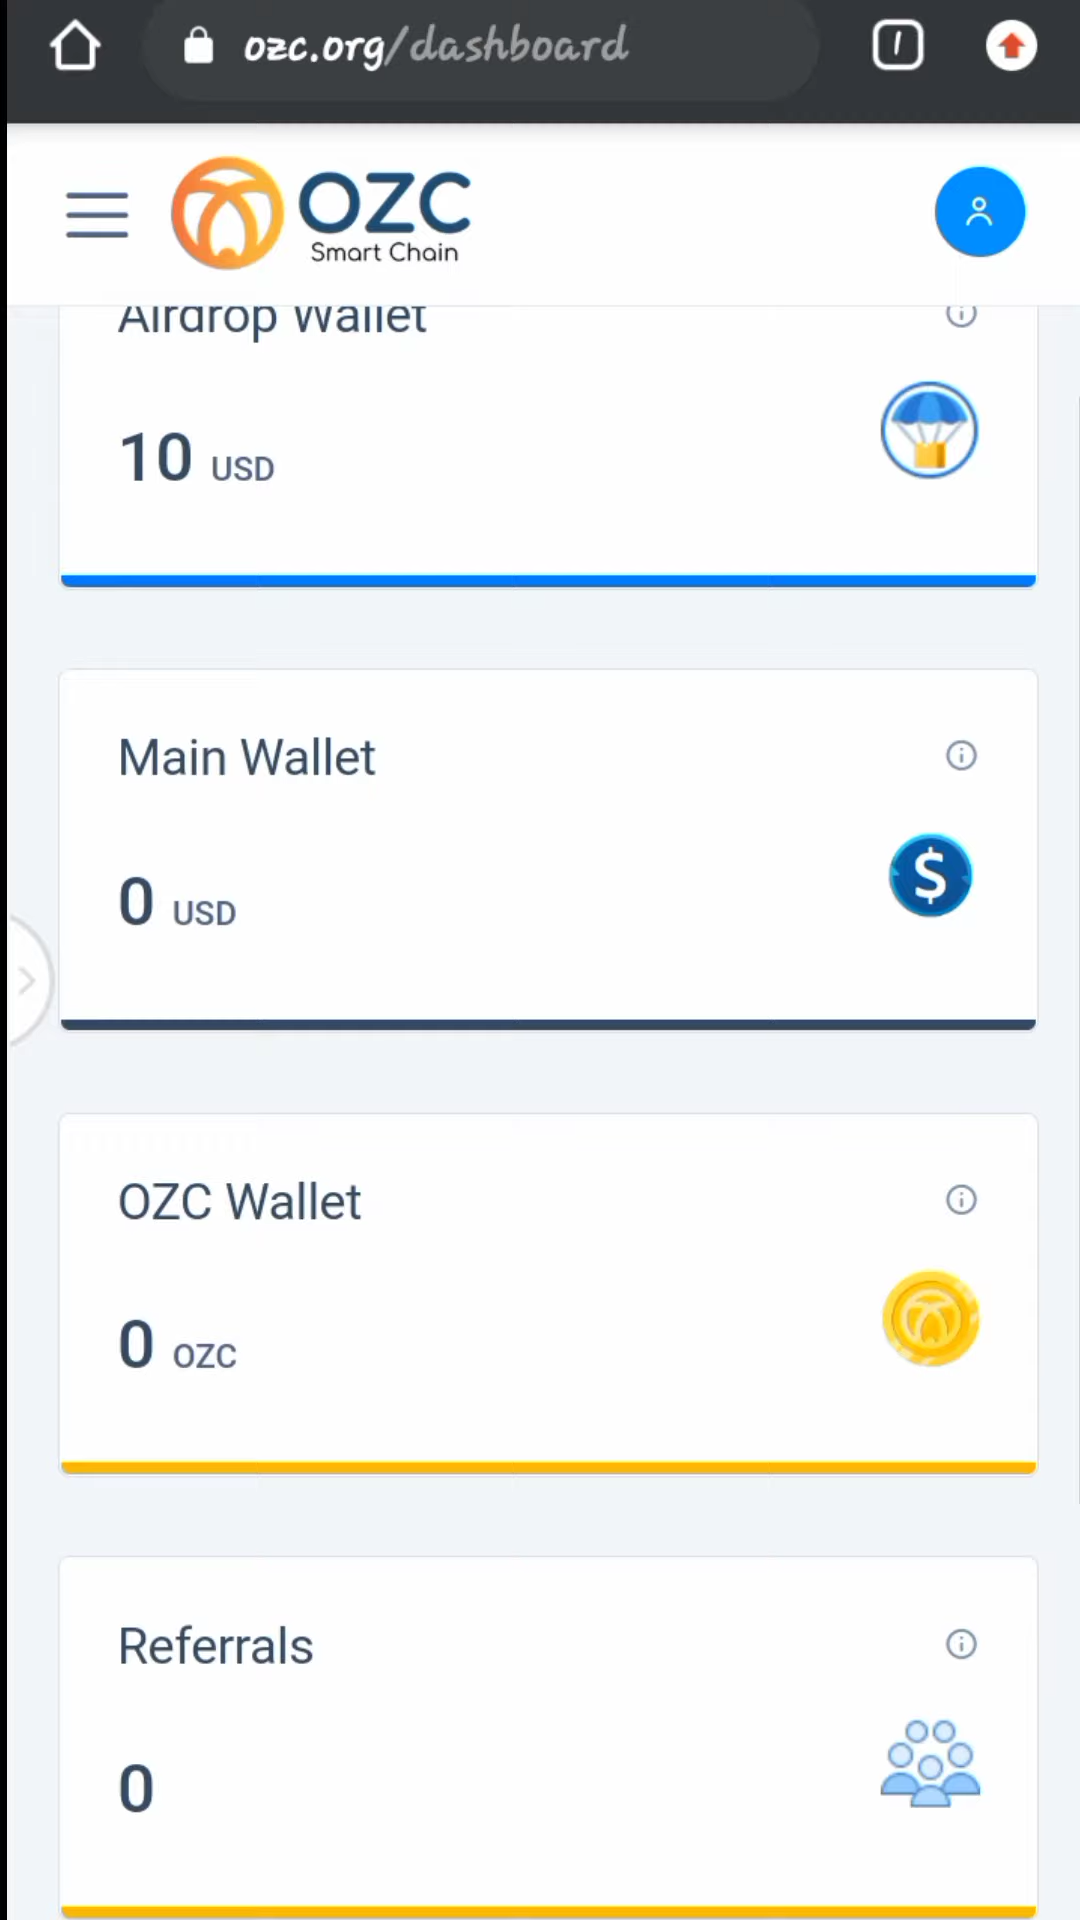 ozc.org/dashboard
OZC
Smart Chain
Airdrop Wallet
10 USD
Main Wallet
$
0 USD
OZC Wallet
0 OZC
Referrals
0